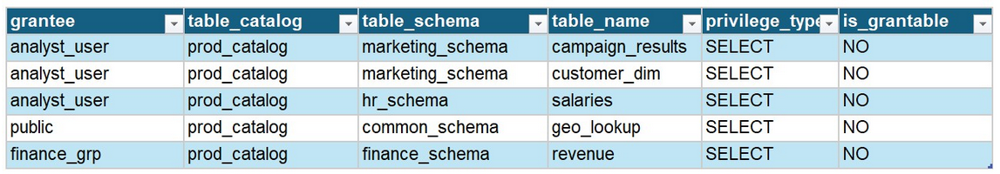 grantee table_catalog table_schema table_name privilege_type is_grantable
analyst_user prod_catalog marketing_schema campaign_results SELECT NO
analyst_user prod_catalog marketing_schema customer_dim SELECT NO
analyst_user prod_catalog hr_schema salaries SELECT NO
public prod_catalog common_schema geo_lookup SELECT NO
finance_grp prod_catalog finance_schema revenue SELECT NO